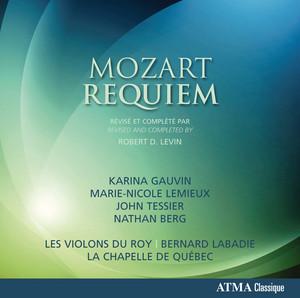 MOZART
REQUIEM
RÉVISÉ ET COMPLÉTÉ PAR
REVISED AND COMPLETED BY
ROBERT D. LEVIN
KARINA GAUVIN
MARIE-NICOLE LEMIEUX
JOHN TESSIER
NATHAN BERG
LES VIOLONS DU ROY | BERNARD LABADIE
LA CHAPELLE DE QUÉBEC
ATMA Classique